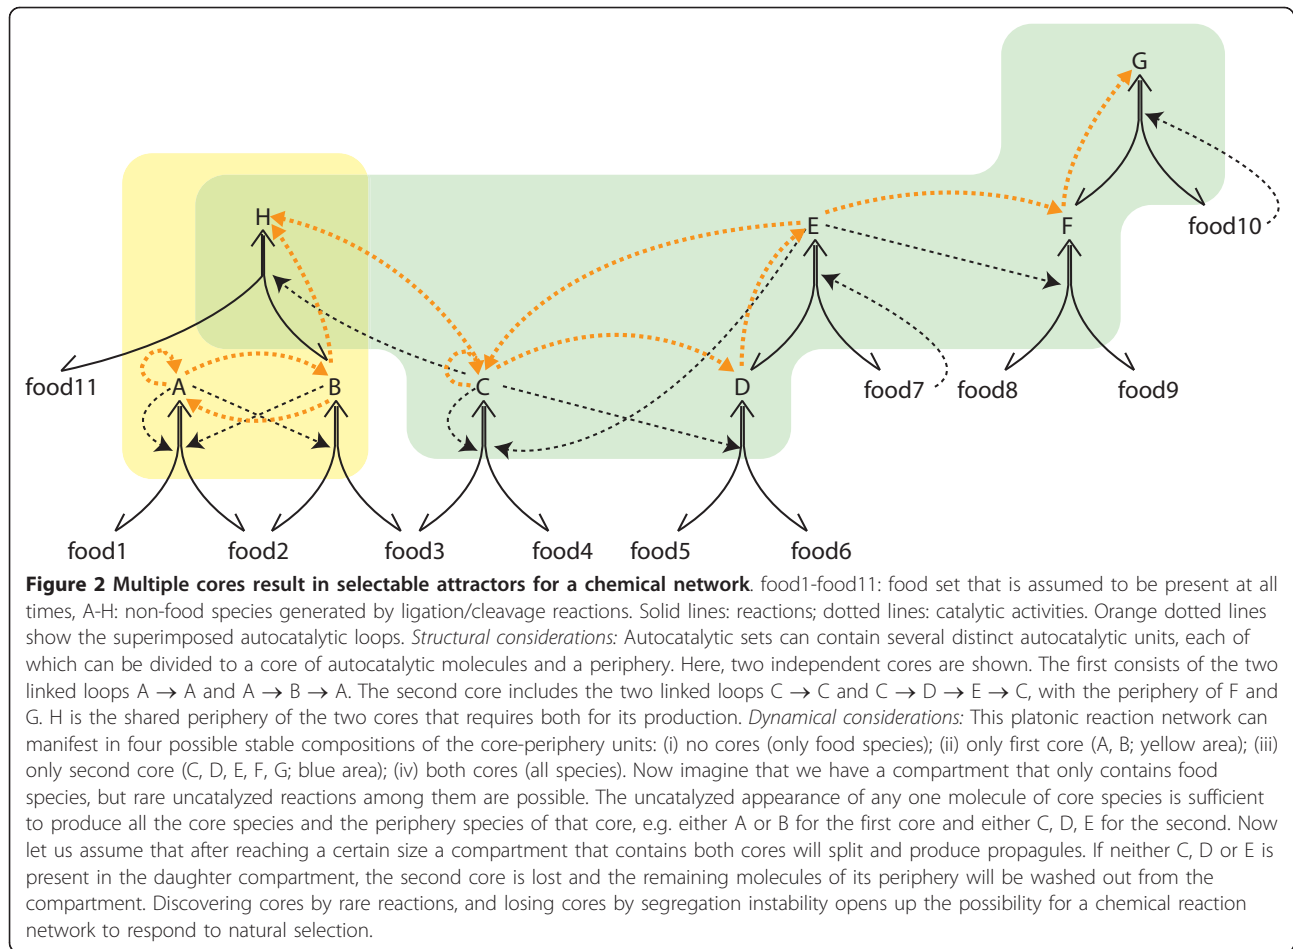 G
H
E
F
food10
food11
A
B
C
D
food7
food8
food9
food1
food2
food3
food4
food5
food6
Figure 2 Multiple cores result in selectable attractors for a chemical network. food1-food11: food set that is assumed to be present at all
times, A-H: non-food species generated by ligation/cleavage reactions. Solid lines: reactions; dotted lines: catalytic activities. Orange dotted lines
show the superimposed autocatalytic loops. Structural considerations: Autocatalytic sets can contain several distinct autocatalytic units, each of
which can be divided to a core of autocatalytic molecules and a periphery. Here, two independent cores are shown. The first consists of the two
linked loops A → A and A → B → A. The second core includes the two linked loops C → C and C → D → E → C, with the periphery of F and
G. H is the shared periphery of the two cores that requires both for its production. Dynamical considerations: This platonic reaction network can
manifest in four possible stable compositions of the core-periphery units: (i) no cores (only food species); (ii) only first core (A, B; yellow area); (iii)
only second core (C, D, E, F, G; blue area); (iv) both cores (all species). Now imagine that we have a compartment that only contains food
species, but rare uncatalyzed reactions among them are possible. The uncatalyzed appearance of any one molecule of core species is sufficient
to produce all the core species and the periphery species of that core, e.g. either A or B for the first core and either C, D, E for the second. Now
let us assume that after reaching a certain size a compartment that contains both cores will split and produce propagules. If neither C, D or E is
present in the daughter compartment, the second core is lost and the remaining molecules of its periphery will be washed out from the
compartment. Discovering cores by rare reactions, and losing cores by segregation instability opens up the possibility for a chemical reaction
network to respond to natural selection.